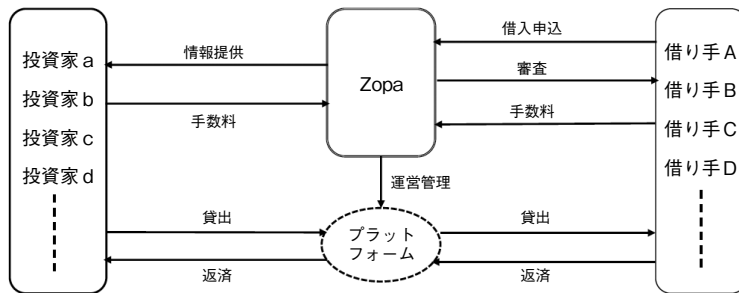 投資家a
投資家b
投資家c
投資家d
情報提供
手数料
Zopa
借入申込
審査
手数料
借り手A
借り手B
借り手C
借り手D
運営管理
貸出
プラット
フォーム
貸出
返済
返済